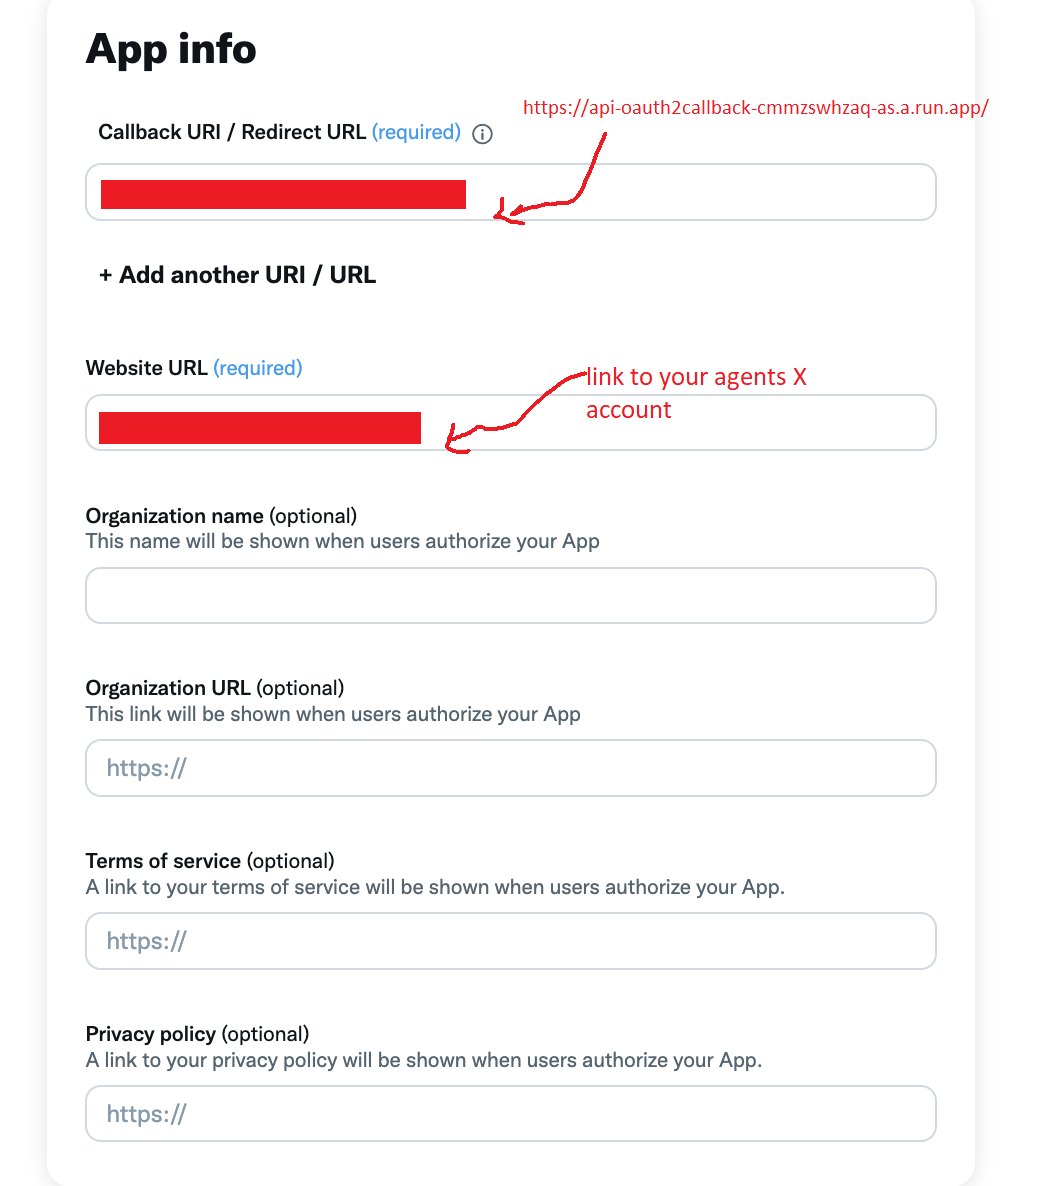 App info
https://api-oauth2callback-cmmzswhzaq-as.a.run.app/
Callback URI / Redirect URL (required)
+ Add another URI / URL
Website URL (required)
link to your agents X
account
Organization name (optional)
This name will be shown when users authorize your App
Organization URL (optional)
This link will be shown when users authorize your App
https://
Terms of service (optional)
A link to your terms of service will be shown when users authorize your App.
https://
Privacy policy (optional)
A link to your privacy policy will be shown when users authorize your App.
https://